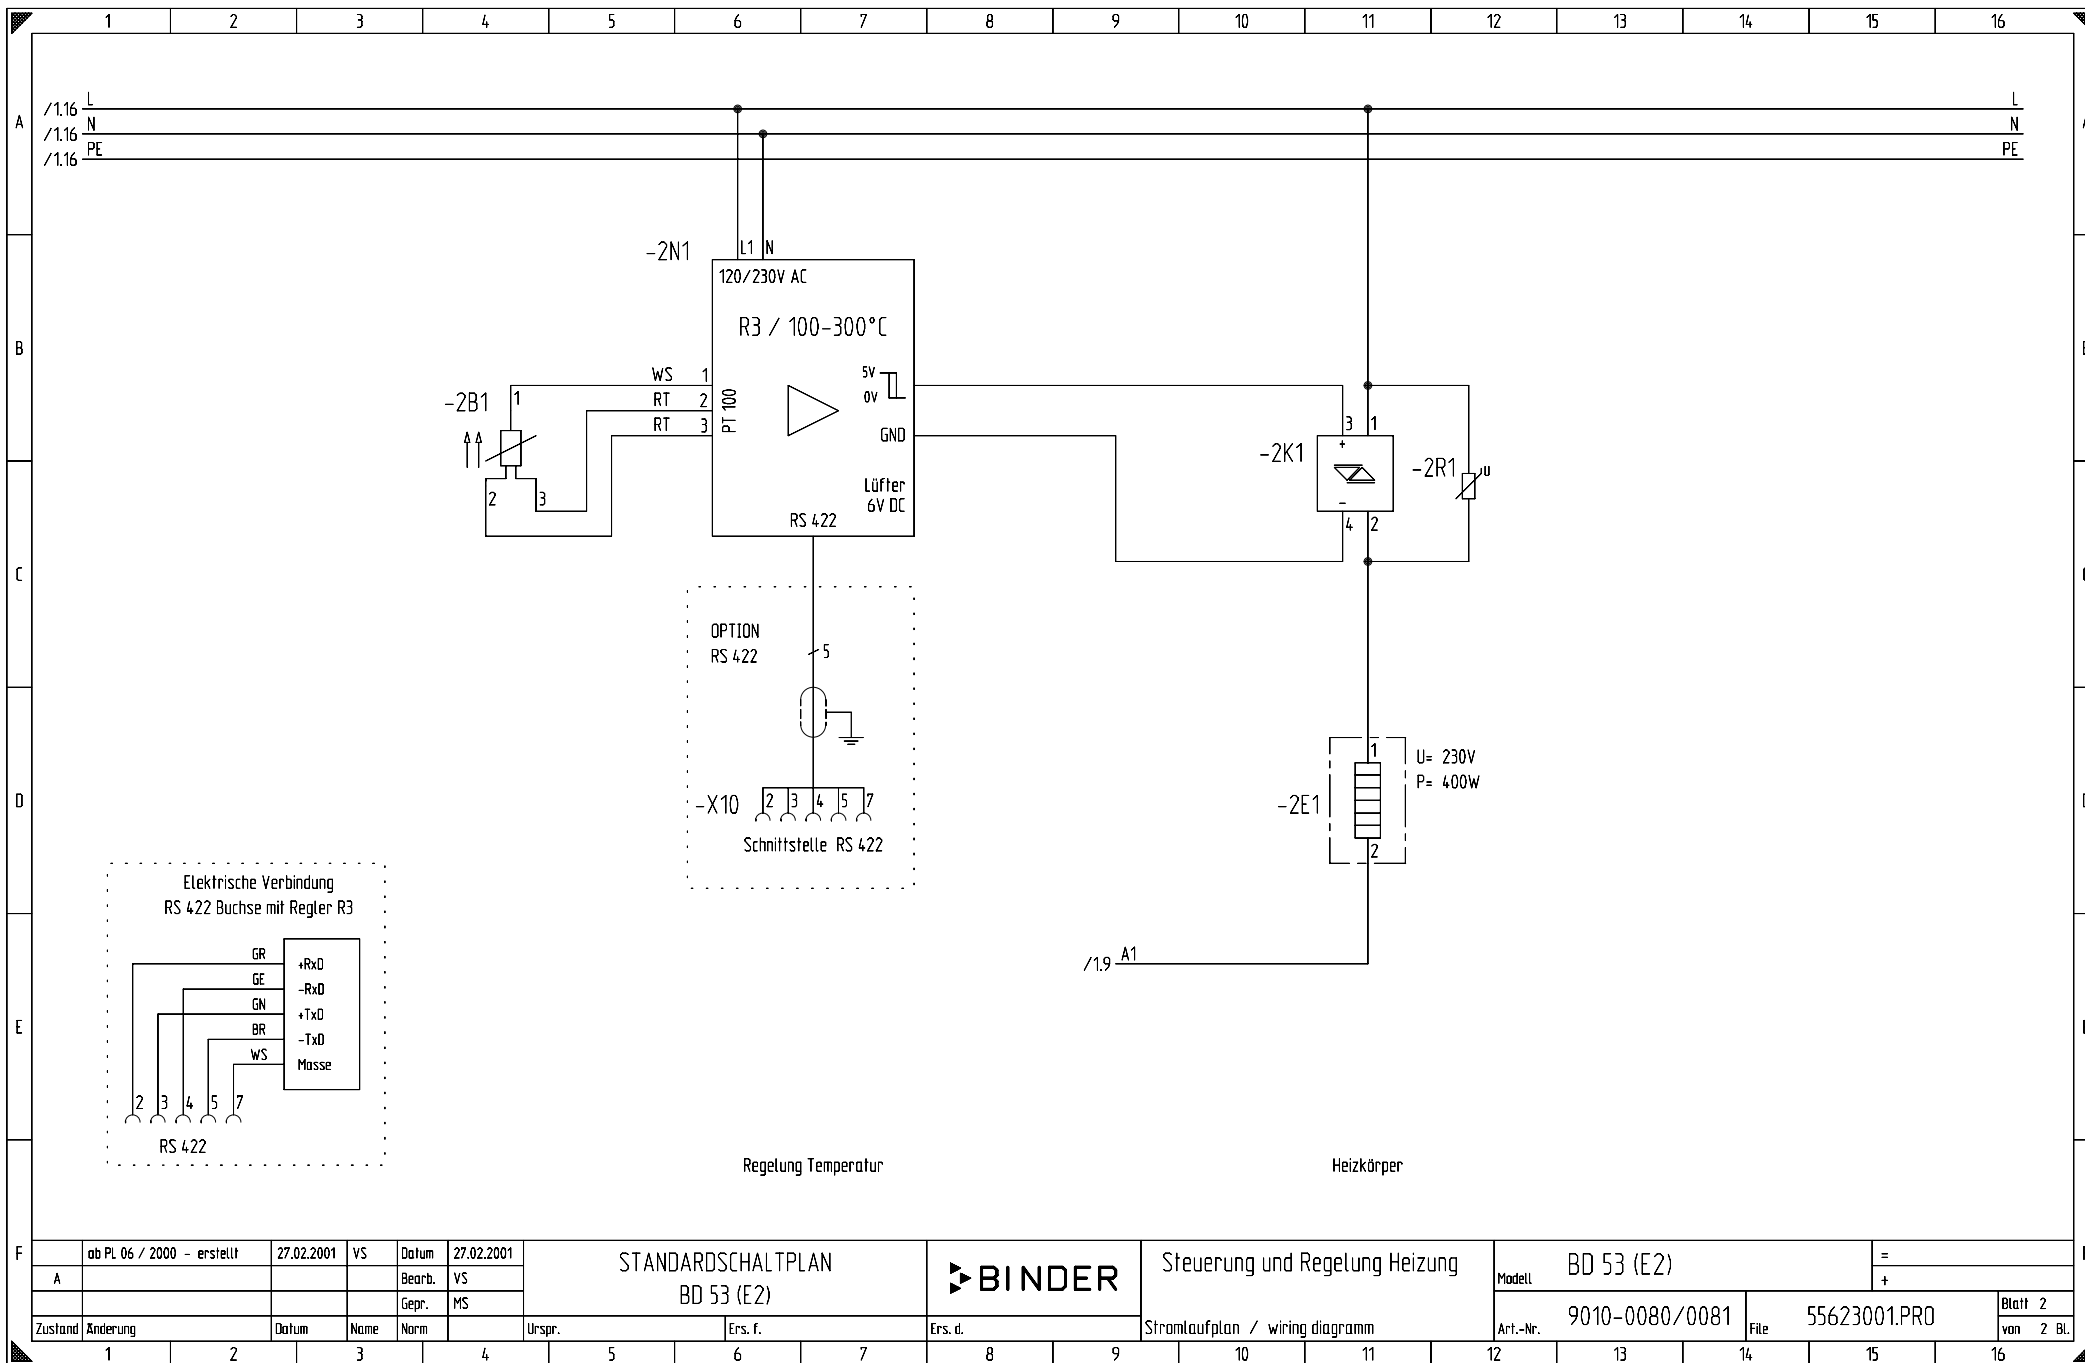 1 2 3 4 5 6 7 8 9 10 11 12 13 14 15 16
L L
/1.16
A
N N
/1.16
PE PE
/1.16
-2N1 L1 N
120/230V AC
R3 / 100-300°C
B
WS 1 5V
-2B1 1 RT 2 0V
RT 3 PT 100 GND
3 1
+
-2K1 -2R1 U
-
2 3 Lüfter
6V DC
RS 422 4 2
C
OPTION
RS 422 5
1 U= 230V
P= 400W
D -X10 2 3 4 5 7 -2E1
Schnittstelle RS 422 2
Elektrische Verbindung
RS 422 Buchse mit Regler R3
GR +RxD /1.9 A1
GE -RxD
GN +TxD
E
BR -TxD
WS Masse
2 3 4 5 7
RS 422
Regelung Temperatur Heizkörper
F
ab PL 06 / 2000 - erstellt 27.02.2001 VS Datum 27.02.2001
A Bearb. VS
Gepr. MS
Zustand Änderung Datum Name Norm
STANDARDSCHALTPLAN
BD 53 (E2)
Urspr. Ers. f. Ers. d.
BINDER
Steuerung und Regelung Heizung
Stromlaufplan / wiring diagramm
Modell BD 53 (E2)
=
+
Art.-Nr. 9010-0080/0081 File 55623001.PRO
Blatt 2
von 2 Bl.
1 2 3 4 5 6 7 8 9 10 11 12 13 14 15 16